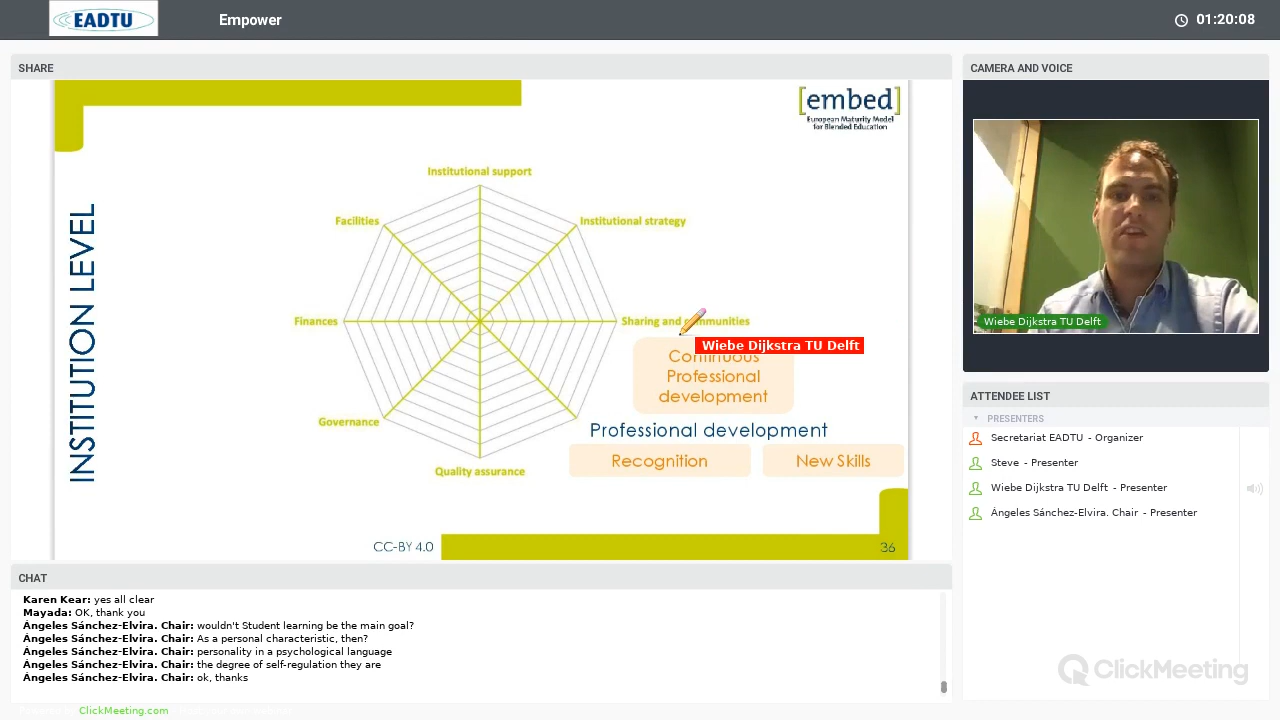 EADTU
Empower
01:20:08
SHARE
[embed]
European Maturity Model
for Blended Education
INSTITUTION LEVEL
Institutional support
Facilities
Institutional strategy
Finances
Sharing and communities
Wiebe Dijkstra TU Delft
Continuous
Professional
development
Governance
Professional development
Recognition
New Skills
Quality assurance
CC-BY 4.0
36
CAMERA AND VOICE
Wiebe Dijkstra TU Delft
ATTENDEE LIST
PRESENTERS
Secretariat EADTU - Organizer
Steve - Presenter
Wiebe Dijkstra TU Delft - Presenter
Ángeles Sánchez-Elvira. Chair - Presenter
ClickMeeting
CHAT
Karen Kear: yes all clear
Mayada: OK, thank you
Ángeles Sánchez-Elvira. Chair: wouldn't Student learning be the main goal?
Ángeles Sánchez-Elvira. Chair: As a personal characteristic, then?
Ángeles Sánchez-Elvira. Chair: personality in a psychological language
Ángeles Sánchez-Elvira. Chair: the degree of self-regulation they are
Ángeles Sánchez-Elvira. Chair: ok, thanks
ClickMeeting.com